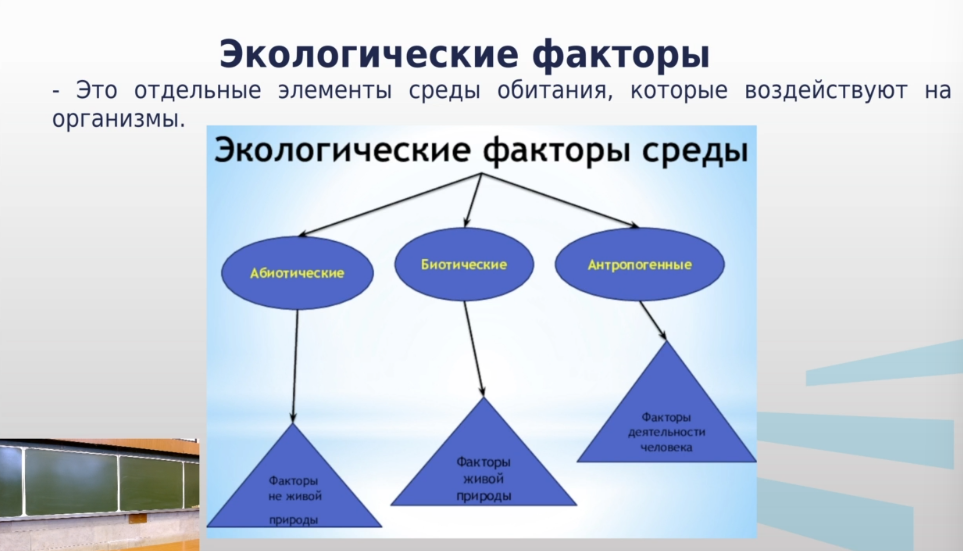 Экологические факторы
- Это отдельные элементы среды обитания, которые воздействуют на
организмы.
Экологические факторы среды
Абиотические
Биотические
Антропогенные
Факторы
не живой
природы
Факторы
живой
природы
Факторы
деятельности
человека